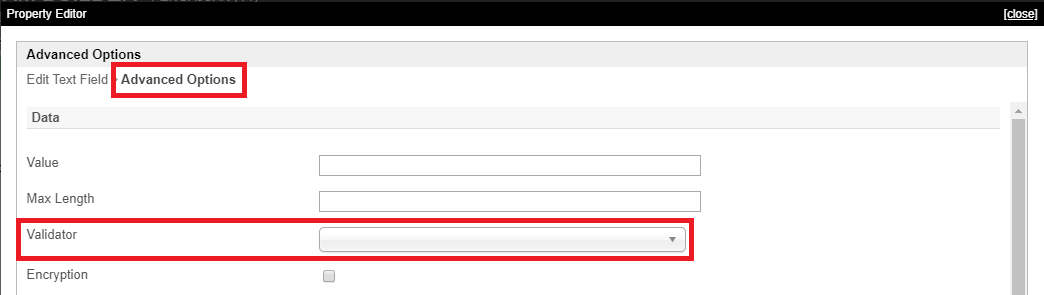 Property Editor [close]
Advanced Options
Edit Text Field Advanced Options
Data
Value
Max Length
Validator
Encryption